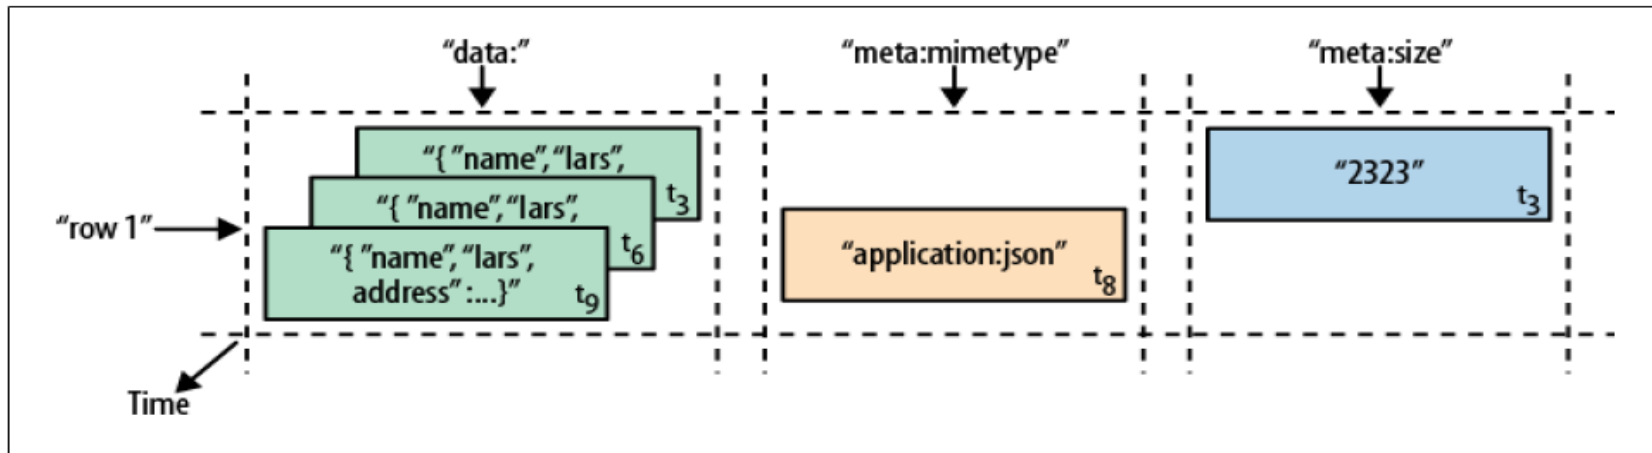 “data:”
“meta:mimetype”
“meta:size”
“{ ”name”, “lars”,
t3
“{ ”name”, “lars”,
t6
“{ ”name”, “lars”,
address” :...}”
t9
“row 1”
“application:json”
t8
“2323”
t3
Time